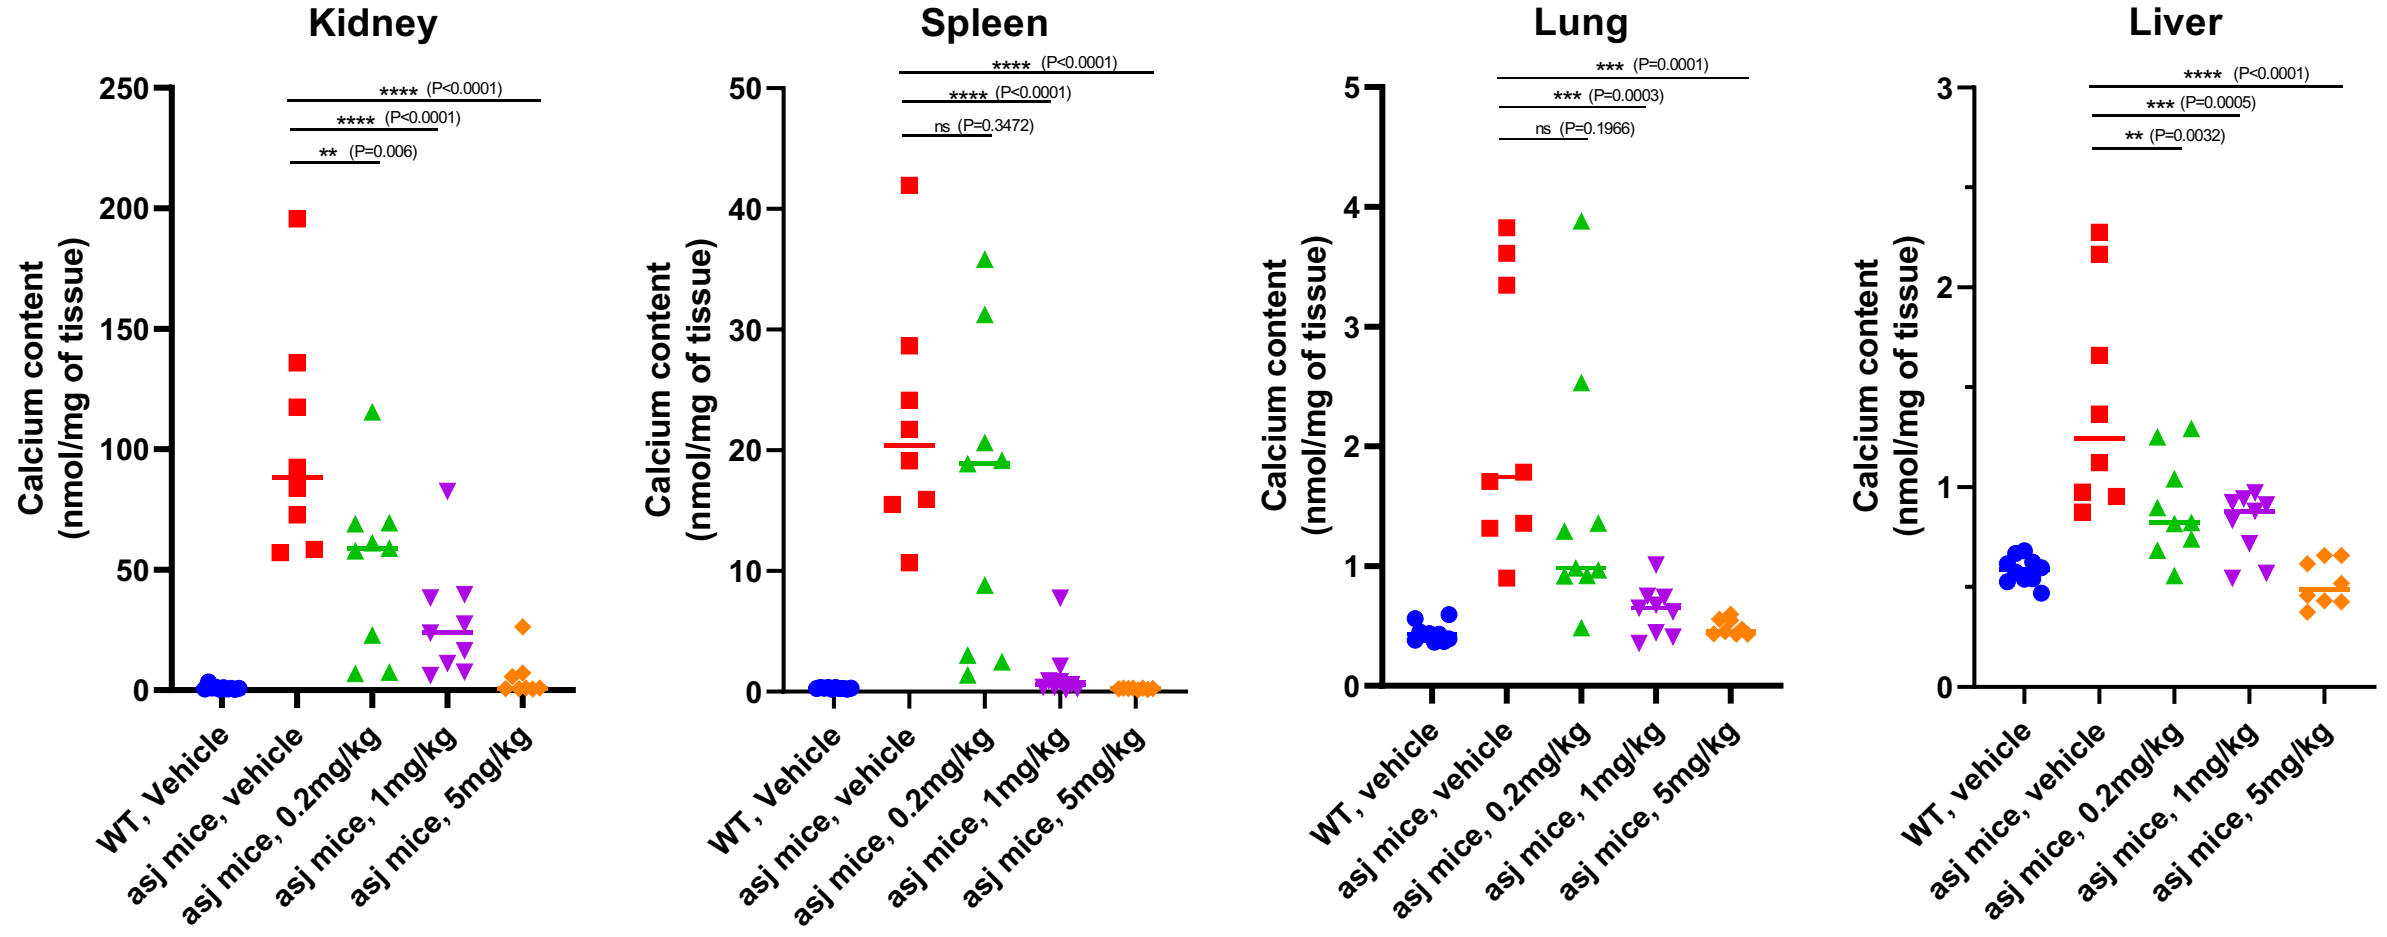 Kidney
Calcium content
(nmol/mg of tissue)
250
200
150
100
50
0
**** (P<0.0001)
**** (P<0.0001)
** (P=0.006)
WT, Vehicle
asj mice, vehicle
asj mice, 0.2mg/kg
asj mice, 1mg/kg
asj mice, 5mg/kg
Spleen
Calcium content
(nmol/mg of tissue)
50
40
30
20
10
0
**** (P<0.0001)
**** (P<0.0001)
ns (P=0.3472)
WT, Vehicle
asj mice, vehicle
asj mice, 0.2mg/kg
asj mice, 1mg/kg
asj mice, 5mg/kg
Lung
Calcium content
(nmol/mg of tissue)
5
4
3
2
1
0
*** (P=0.0001)
*** (P=0.0003)
ns (P=0.1966)
WT, vehicle
asj mice, vehicle
asj mice, 0.2mg/kg
asj mice, 1mg/kg
asj mice, 5mg/kg
Liver
Calcium content
(nmol/mg of tissue)
3
2
1
0
**** (P<0.0001)
*** (P=0.0005)
** (P=0.0032)
WT, vehicle
asj mice, vehicle
asj mice, 0.2mg/kg
asj mice, 1mg/kg
asj mice, 5mg/kg